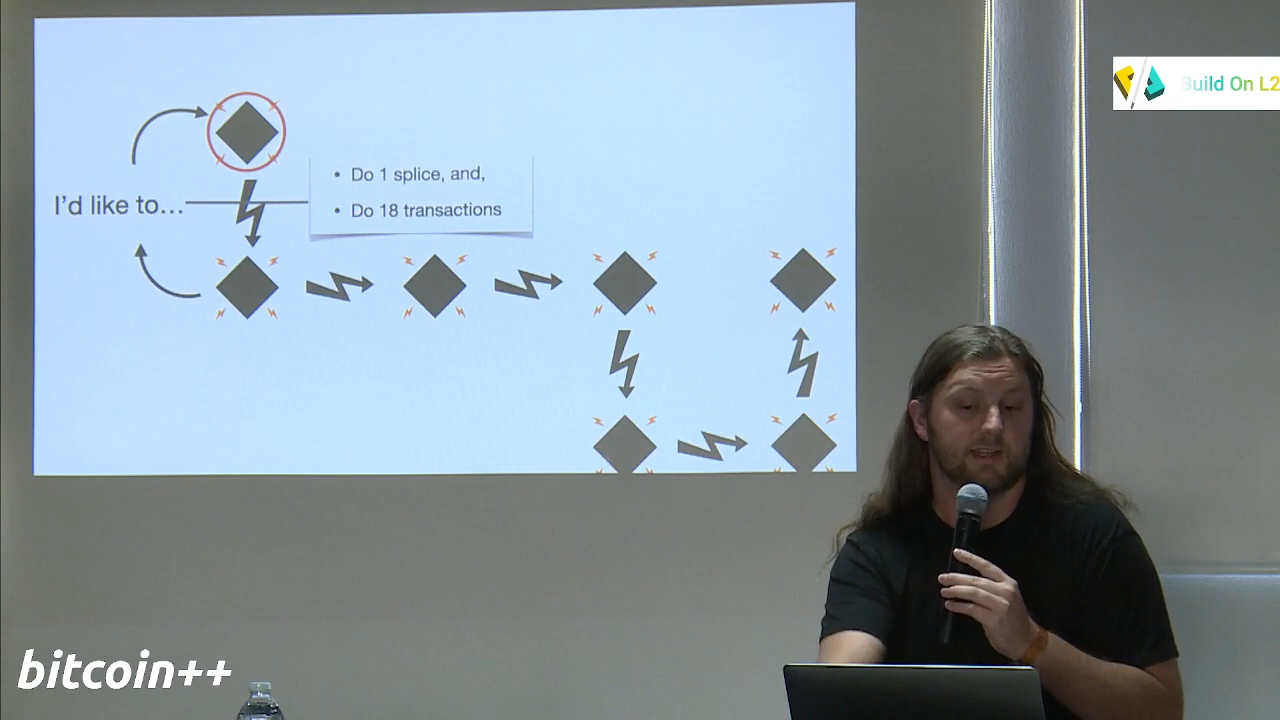 I'd like to...
• Do 1 splice, and,
• Do 18 transactions
Build On L2
bitcoin++